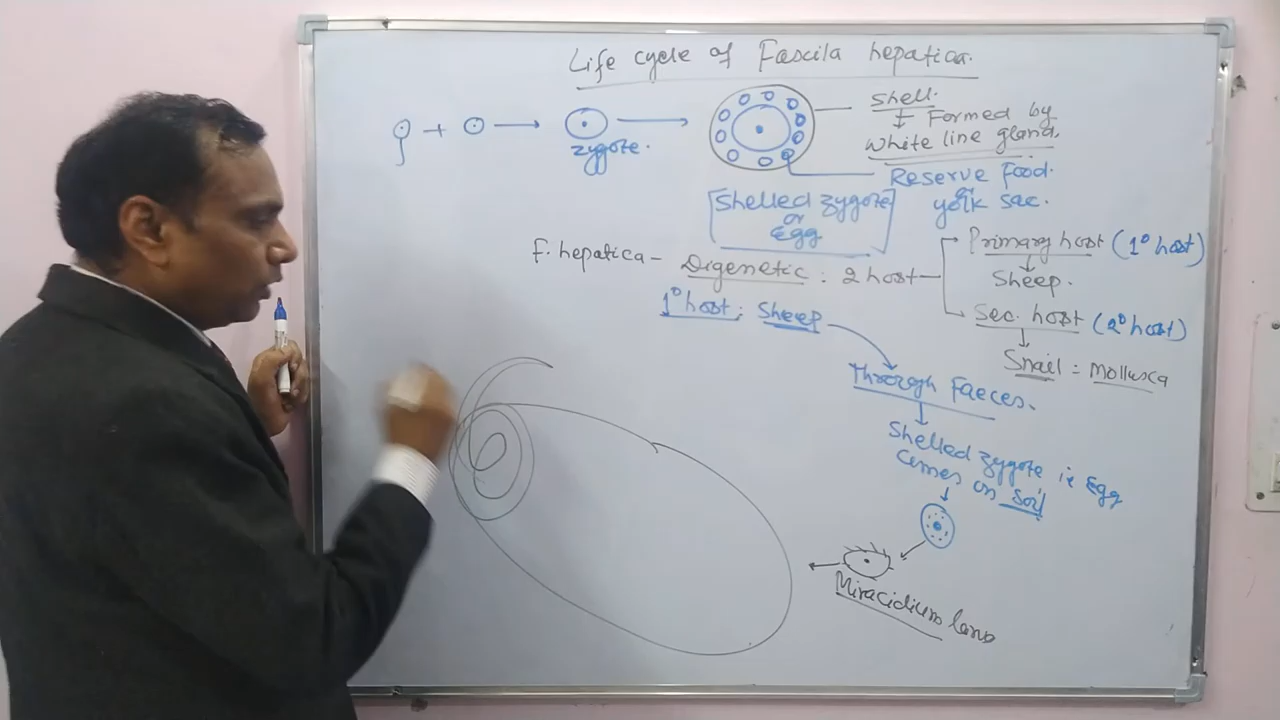 Life cycle of Fascila hepatica.
+
zygote.
Shell.
Formed by
White line gland.
Reserve food.
or
yolk sac.
[Shelled zygote]
or
Egg
F. hepatica - Digenetic : 2 host
Primary host (1° host)
Sheep.
Sec. host (2° host)
Snail = Mollusca
1° host : Sheep
Through Faeces.
Shelled zygote ie Egg
comes on soil
Miracidium larva